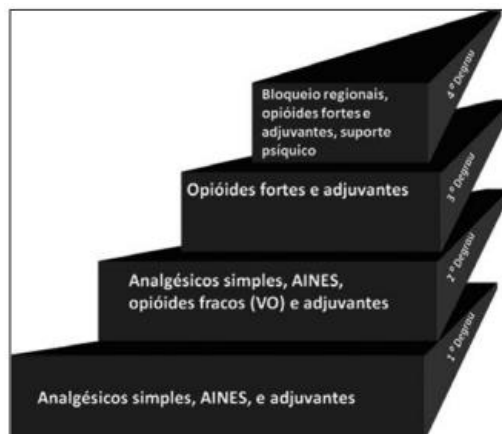 Bloqueio regionais,
opióides fortes e
adjuvantes, suporte
psíquico
4º Degrau
Opióides fortes e adjuvantes
3º Degrau
Analgésicos simples, AINES,
opióides fracos (VO) e adjuvantes
2º Degrau
Analgésicos simples, AINES, e adjuvantes
1º Degrau